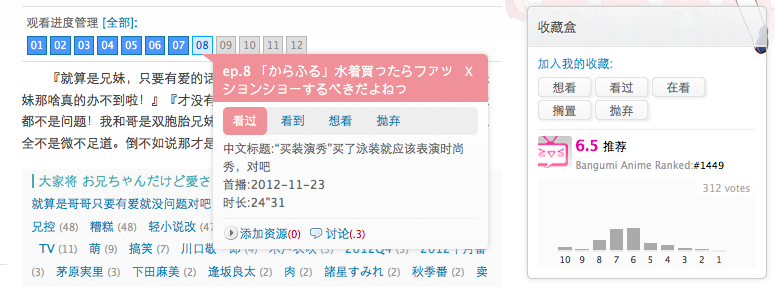 观看进度管理 [全部]:
01 02 03 04 05 06 07 08 09 10 11 12
『就算是兄妹，只要有爱的话
妹那啥真的办不到啦！』『才没有
都不是问题！我和哥是双胞胎兄妹
全不是微不足道。倒不如说那才是
ep.8 「からふる」水着買ったらファッ X
ションショーするべきだよねっ
看过 看到 想看 抛弃
中文标题:“买装演秀”买了泳装就应该表演时尚
秀，对吧
首播:2012-11-23
时长:24"31
添加资源(0) 讨论(.3)
大家将 お兄ちゃんだけど愛さ
就算是哥哥只要有爱就没问题对吧
兄控 (48) 糟糕 (48) 轻小说改 (47
TV (11) 萌 (9) 搞笑 (7) 川口敬一郎 (4) 木戸衣吹 (3) 2012Q4 (3) 2012年10月番
(3) 茅原実里 (3) 下田麻美 (2) 逢坂良太 (2) 肉 (2) 諸星すみれ (2) 秋季番 (2) 卖
收藏盒
加入我的收藏:
想看 看过 在看
搁置 抛弃
6.5 推荐
Bangumi Anime Ranked:#1449
312 votes
10 9 8 7 6 5 4 3 2 1